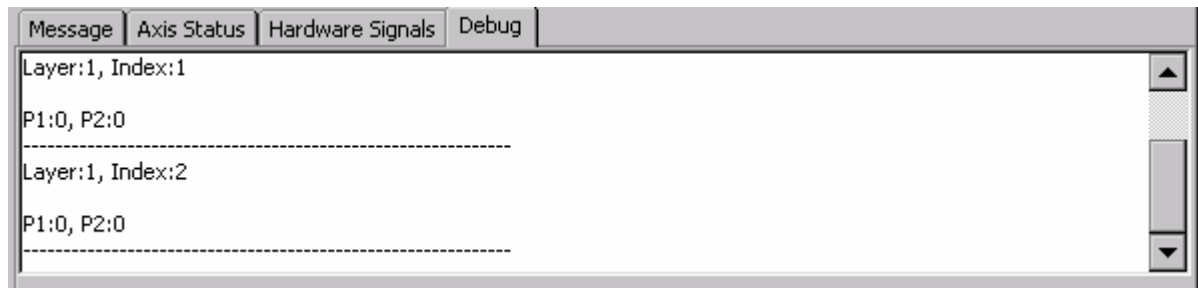 Message Axis Status Hardware Signals Debug
Layer:1, Index:1
P1:0, P2:0
-------------------------------------------------------------
Layer:1, Index:2
P1:0, P2:0
-------------------------------------------------------------